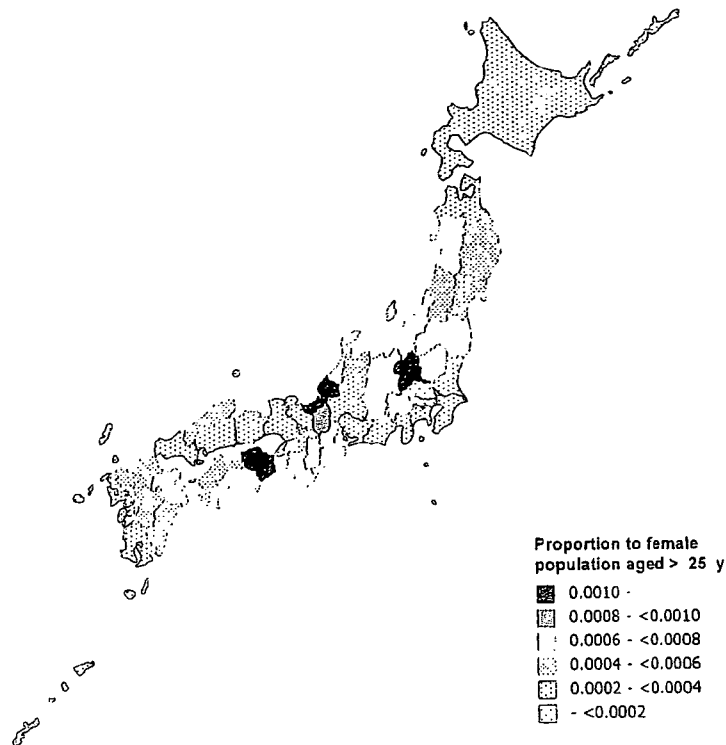 Proportion to female
population aged > 25 y
0.0010 -
0.0008 - <0.0010
0.0006 - <0.0008
0.0004 - <0.0006
0.0002 - <0.0004
- <0.0002